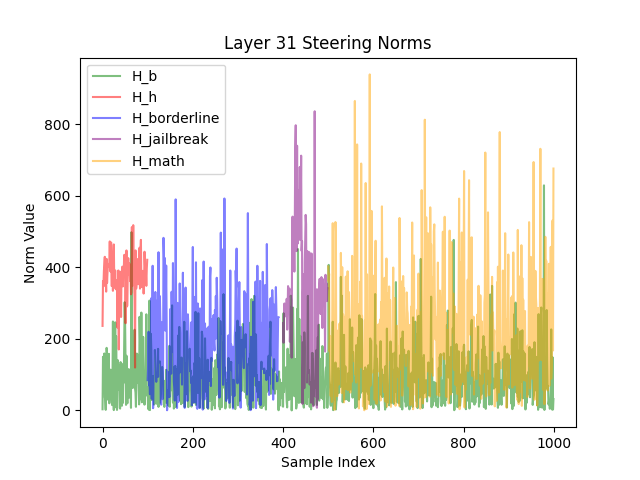 Layer 31 Steering Norms
H_b
H_h
H_borderline
H_jailbreak
H_math
Norm Value
800
600
400
200
0
0 200 400 600 800 1000
Sample Index